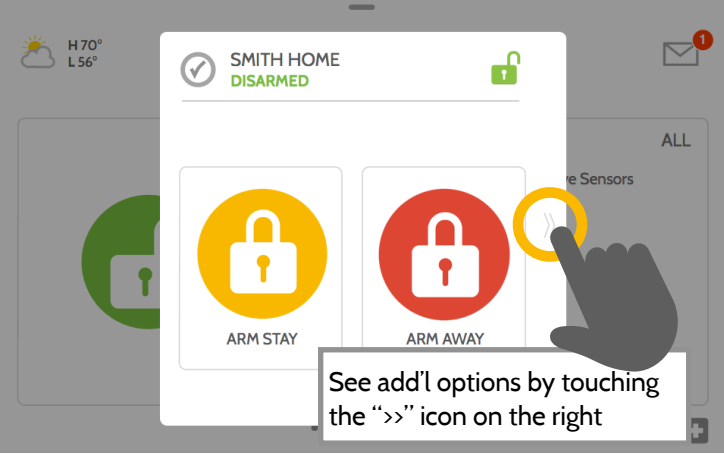 H 70°
L 56°
SMITH HOME
DISARMED
1
ALL
e Sensors
ARM STAY
ARM AWAY
See add’l options by touching
the “>>” icon on the right